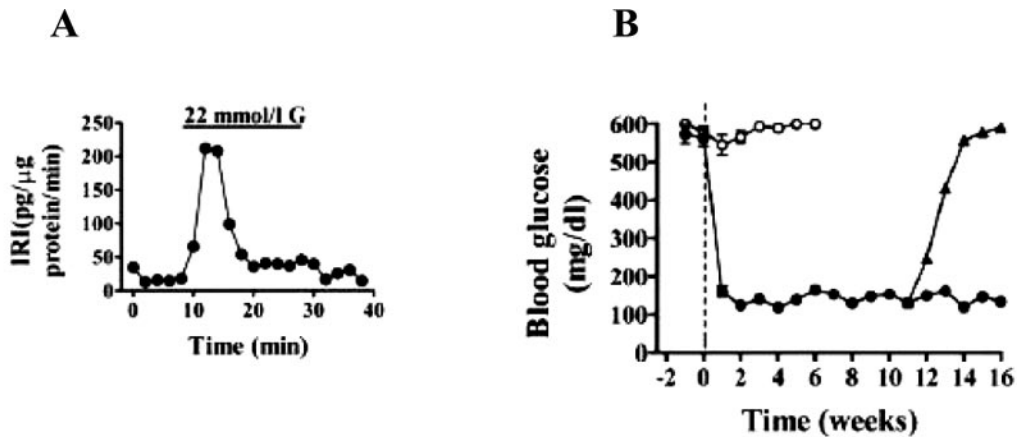 A
B
22 mmol/l G
250
200
150
100
50
0
IRI(pg/μg
protein/min)
0 10 20 30 40
Time (min)
600
500
400
300
200
100
0
Blood glucose
(mg/dl)
-2 0 2 4 6 8 10 12 14 16
Time (weeks)